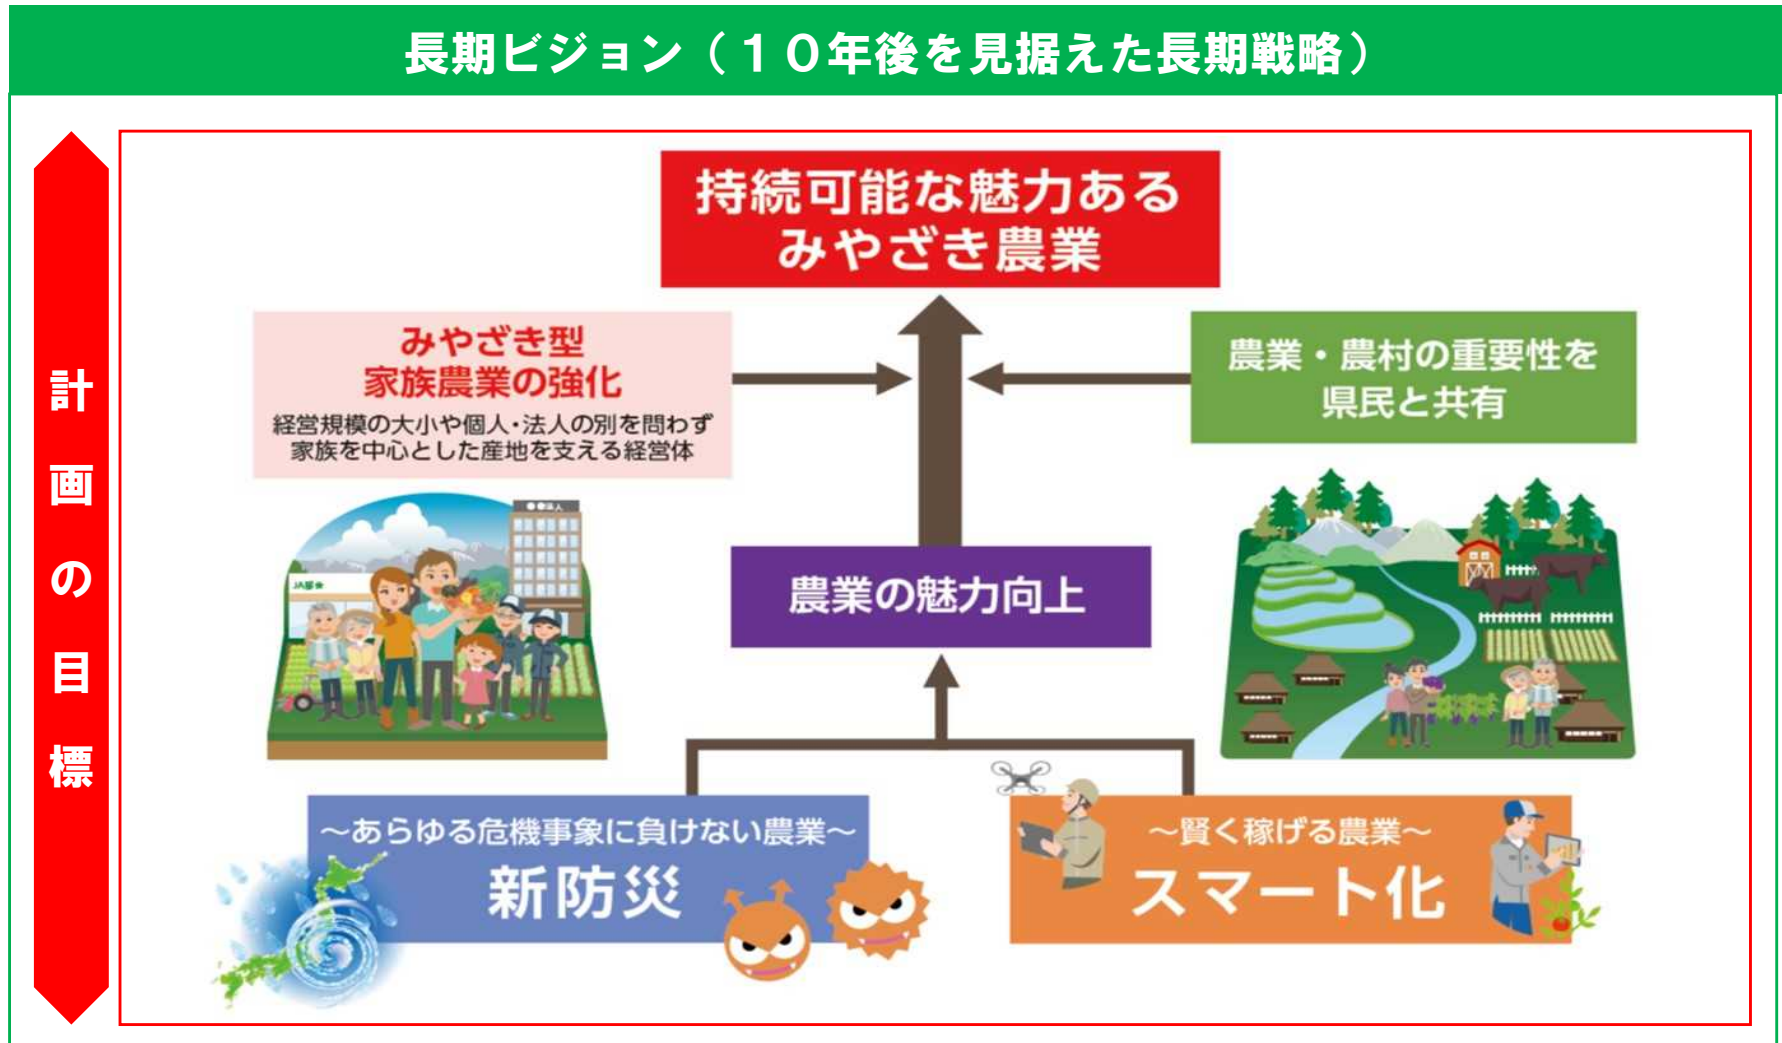 長期ビジョン（１０年後を見据えた長期戦略）
計画の目標
持続可能な魅力ある
みやざき農業
みやざき型
家族農業の強化
経営規模の大小や個人・法人の別を問わず
家族を中心とした産地を支える経営体
農業・農村の重要性を
県民と共有
●●法人
農業の魅力向上
～あらゆる危機事象に負けない農業～
新防災
～賢く稼げる農業～
スマート化